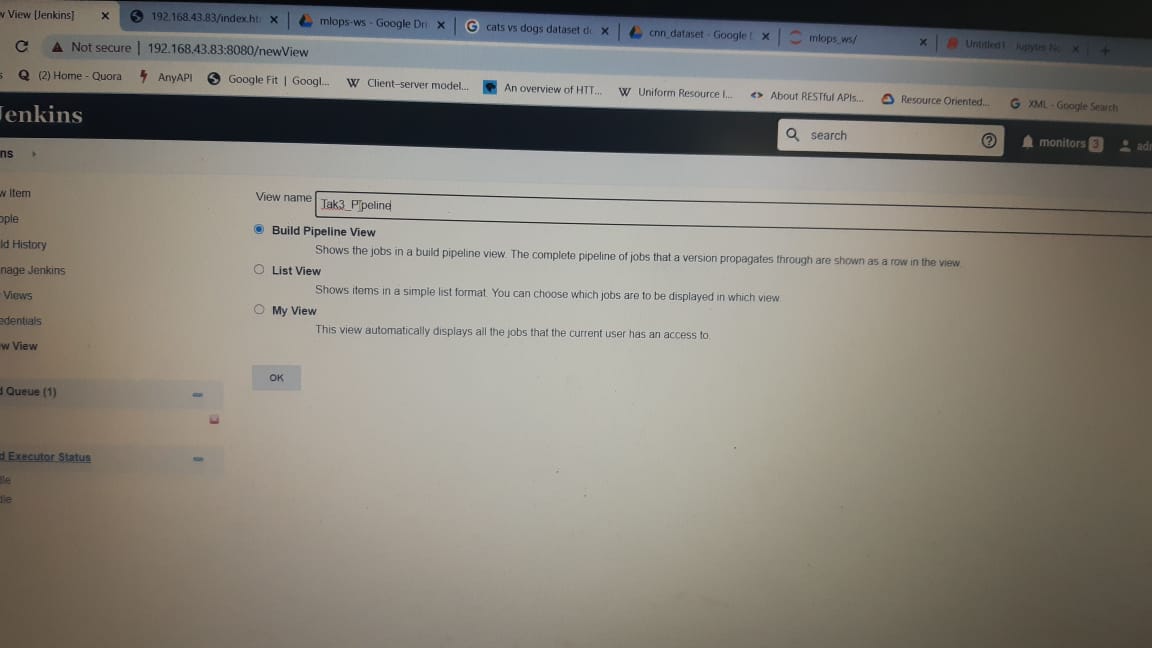 w View [Jenkins]
192.168.43.83/index.ht
mlops-ws - Google Dri
cats vs dogs dataset d
cnn_dataset - Google
mlops_ws/
Untitled1 - Jupyter No
Not secure | 192.168.43.83:8080/newView
(2) Home - Quora
AnyAPI
Google Fit | Googl...
Client–server model...
An overview of HTT...
Uniform Resource I...
About RESTful APIs...
Resource Oriented...
XML - Google Search
Jenkins
search
monitors 3
ad
ns
w Item
ople
ld History
nage Jenkins
Views
edentials
w View
View name Tak3_Pipeline
Build Pipeline View
Shows the jobs in a build pipeline view. The complete pipeline of jobs that a version propagates through are shown as a row in the view.
List View
Shows items in a simple list format. You can choose which jobs are to be displayed in which view.
My View
This view automatically displays all the jobs that the current user has an access to.
OK
d Queue (1)
d Executor Status
dle
dle